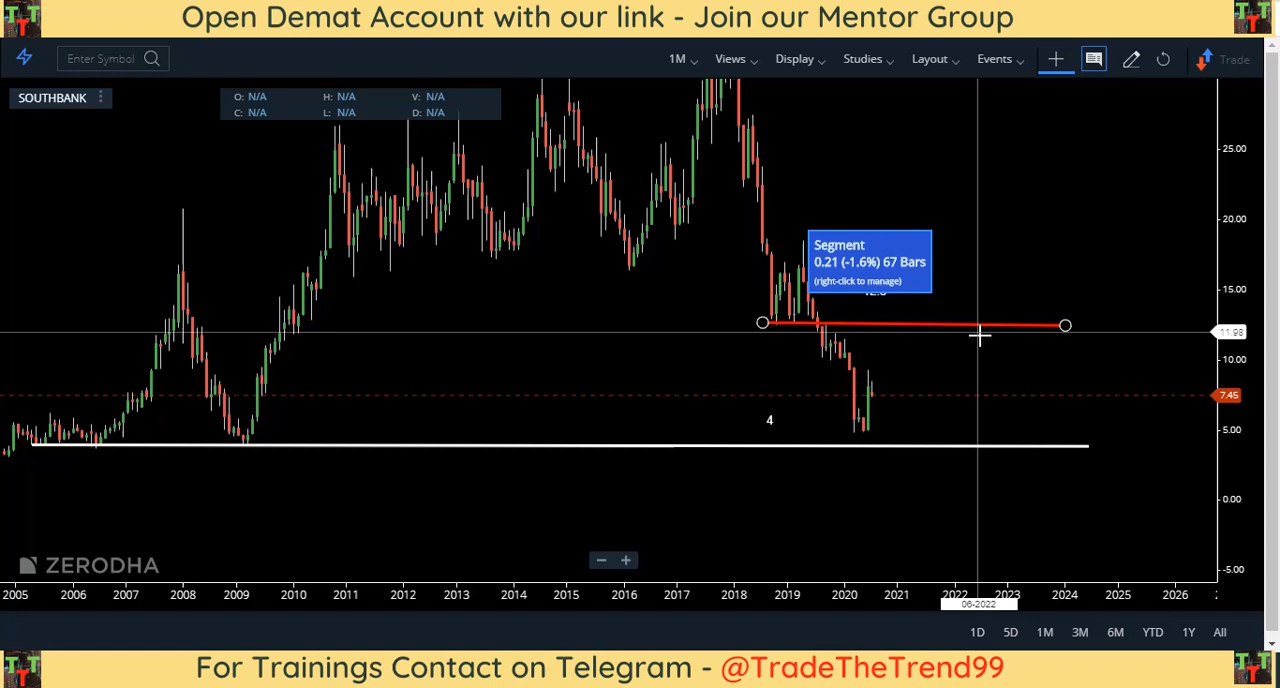 Open Demat Account with our link - Join our Mentor Group
Enter Symbol
1M Views Display Studies Layout Events Trade
SOUTHBANK
O: N/A H: N/A V: N/A
C: N/A L: N/A D: N/A
25.00
20.00
Segment
0.21 (-1.6%) 67 Bars
(right-click to manage)
15.00
11.98
10.00
7.45
4
5.00
0.00
ZERODHA
-5.00
2005 2006 2007 2008 2009 2010 2011 2012 2013 2014 2015 2016 2017 2018 2019 2020 2021 2022 2023 2024 2025 2026
06-2022
1D 5D 1M 3M 6M YTD 1Y All
For Trainings Contact on Telegram - @TradeTheTrend99